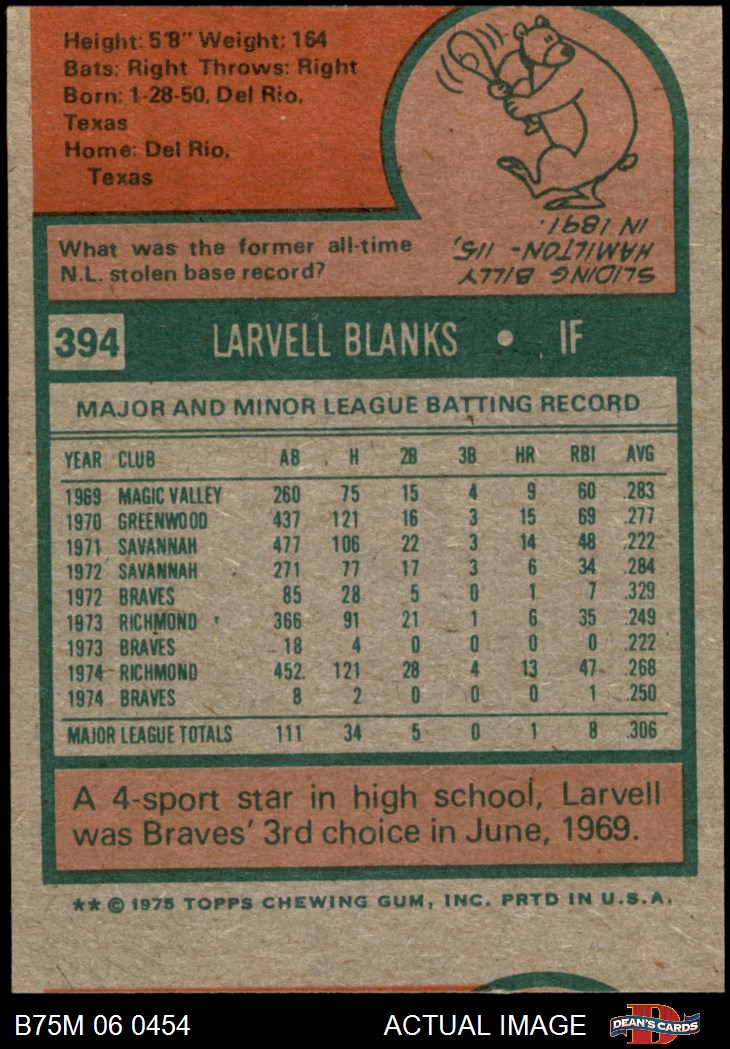 Height: 5'8" Weight: 164
Bats: Right Throws: Right
Born: 1-28-50, Del Rio,
Texas
Home: Del Rio,
Texas
What was the former all-time
N.L. stolen base record?
SLIDING BILLY
HAMILTON-115,
IN 1891.
394 LARVELL BLANKS • IF
MAJOR AND MINOR LEAGUE BATTING RECORD
YEAR CLUB AB H 2B 3B HR RBI AVG
1969 MAGIC VALLEY 260 75 15 4 9 60 .283
1970 GREENWOOD 437 121 16 3 15 69 .277
1971 SAVANNAH 477 106 22 3 14 48 .222
1972 SAVANNAH 271 77 17 3 6 34 .284
1972 BRAVES 85 28 5 0 1 7 .329
1973 RICHMOND 366 91 21 1 6 35 .249
1973 BRAVES 18 4 0 0 0 0 .222
1974 RICHMOND 452 121 28 4 13 47 .268
1974 BRAVES 8 2 0 0 0 1 .250
MAJOR LEAGUE TOTALS 111 34 5 0 1 8 .306
A 4-sport star in high school, Larvell
was Braves' 3rd choice in June, 1969.
** © 1975 TOPPS CHEWING GUM, INC. PRTD IN U.S.A.
B75M 06 0454 ACTUAL IMAGE DEAN'S CARDS